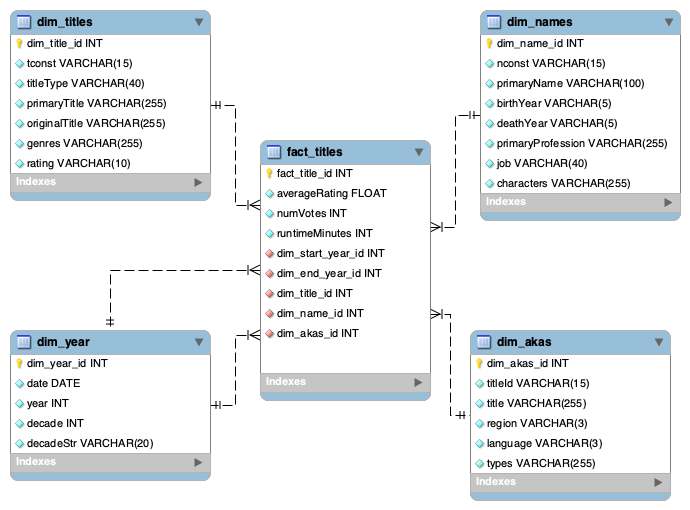 dim_titles
dim_title_id INT
tconst VARCHAR(15)
titleType VARCHAR(40)
primaryTitle VARCHAR(255)
originalTitle VARCHAR(255)
genres VARCHAR(255)
rating VARCHAR(10)
Indexes
dim_names
dim_name_id INT
nconst VARCHAR(15)
primaryName VARCHAR(100)
birthYear VARCHAR(5)
deathYear VARCHAR(5)
primaryProfession VARCHAR(255)
job VARCHAR(40)
characters VARCHAR(255)
Indexes
fact_titles
fact_title_id INT
averageRating FLOAT
numVotes INT
runtimeMinutes INT
dim_start_year_id INT
dim_end_year_id INT
dim_title_id INT
dim_name_id INT
dim_akas_id INT
Indexes
dim_year
dim_year_id INT
date DATE
year INT
decade INT
decadeStr VARCHAR(20)
Indexes
dim_akas
dim_akas_id INT
titleId VARCHAR(15)
title VARCHAR(255)
region VARCHAR(3)
language VARCHAR(3)
types VARCHAR(255)
Indexes